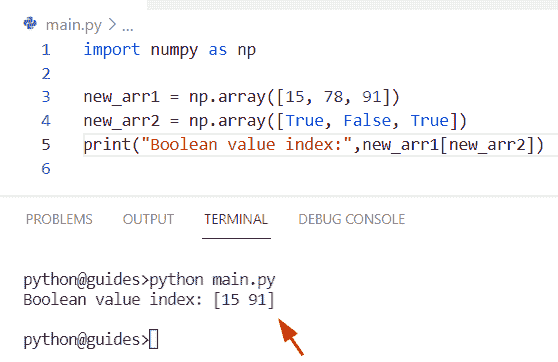 main.py > ...
1 import numpy as np
2
3 new_arr1 = np.array([15, 78, 91])
4 new_arr2 = np.array([True, False, True])
5 print("Boolean value index:",new_arr1[new_arr2])
6
PROBLEMS OUTPUT TERMINAL DEBUG CONSOLE
python@guides>python main.py
Boolean value index: [15 91]
python@guides>